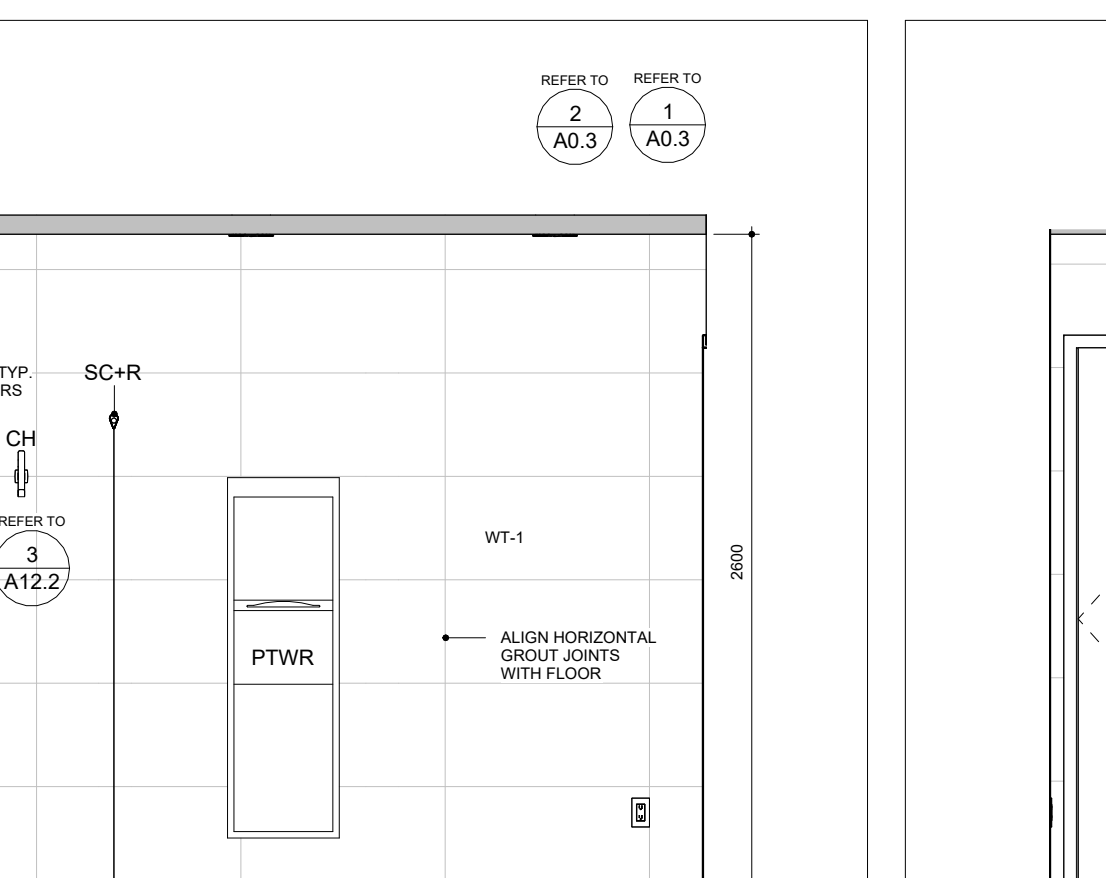 REFER TO
2
A0.3
REFER TO
1
A0.3
TYP.
RS
SC+R
CH
REFER TO
3
A12.2
WT-1
2600
ALIGN HORIZONTAL
GROUT JOINTS
WITH FLOOR
PTWR